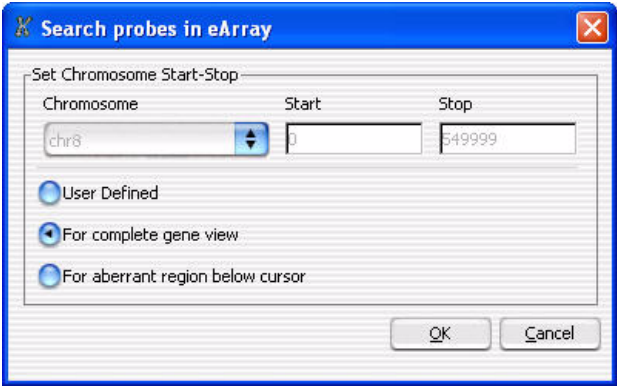 Search probes in eArray
Set Chromosome Start-Stop
Chromosome Start Stop
chr8 0 549999
User Defined
For complete gene view
For aberrant region below cursor
OK Cancel